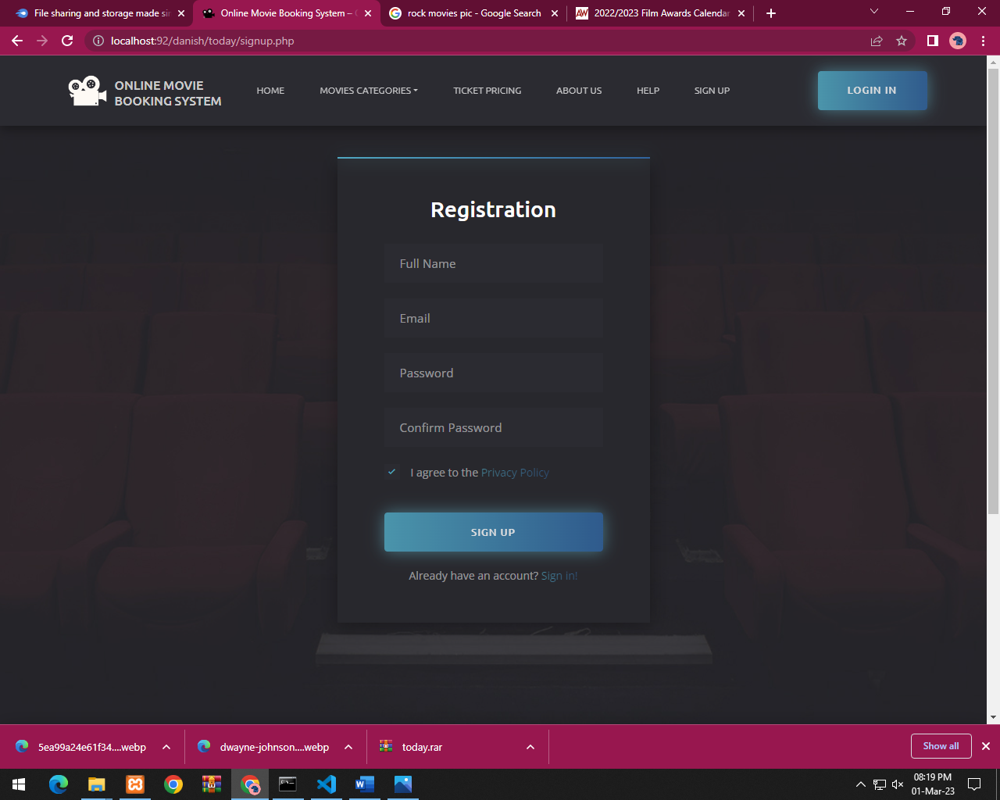 File sharing and storage made sir
Online Movie Booking System – C
rock movies pic - Google Search
2022/2023 Film Awards Calendar
localhost:92/danish/today/signup.php
ONLINE MOVIE
BOOKING SYSTEM
HOME
MOVIES CATEGORIES
TICKET PRICING
ABOUT US
HELP
SIGN UP
LOGIN IN
Registration
Full Name
Email
Password
Confirm Password
I agree to the Privacy Policy
SIGN UP
Already have an account? Sign in!
5ea99a24e61f34....webp
dwayne-johnson....webp
today.rar
Show all
08:19 PM
01-Mar-23